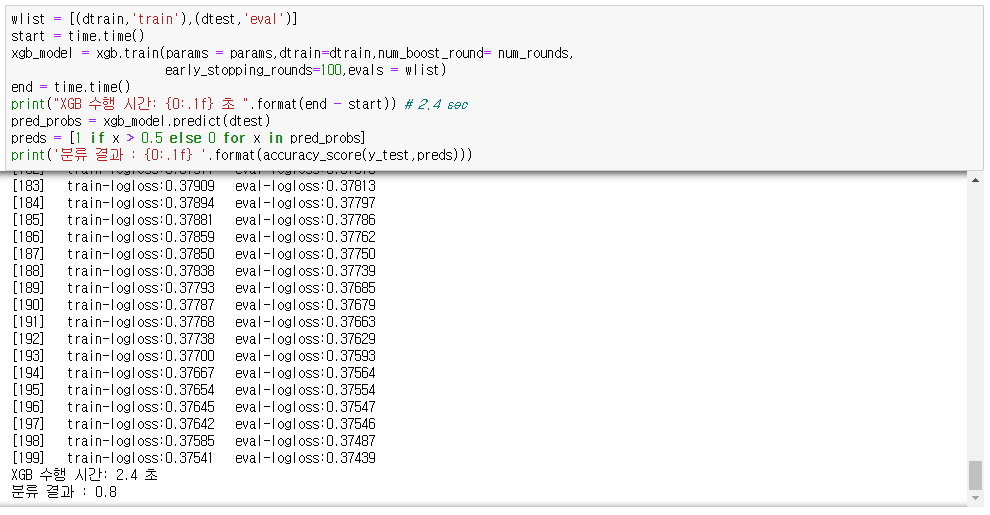 wlist = [(dtrain,'train'),(dtest,'eval')]
start = time.time()
xgb_model = xgb.train(params = params,dtrain=dtrain,num_boost_round= num_rounds,
early_stopping_rounds=100,evals = wlist)
end = time.time()
print("XGB 수행 시간: {0:.1f} 초 ".format(end - start)) # 2.4 sec
pred_probs = xgb_model.predict(dtest)
preds = [1 if x > 0.5 else 0 for x in pred_probs]
print('분류 결과 : {0:.1f} '.format(accuracy_score(y_test,preds)))
[183] train-logloss:0.37909 eval-logloss:0.37813
[184] train-logloss:0.37894 eval-logloss:0.37797
[185] train-logloss:0.37881 eval-logloss:0.37786
[186] train-logloss:0.37859 eval-logloss:0.37762
[187] train-logloss:0.37850 eval-logloss:0.37750
[188] train-logloss:0.37838 eval-logloss:0.37739
[189] train-logloss:0.37793 eval-logloss:0.37685
[190] train-logloss:0.37787 eval-logloss:0.37679
[191] train-logloss:0.37768 eval-logloss:0.37663
[192] train-logloss:0.37738 eval-logloss:0.37629
[193] train-logloss:0.37700 eval-logloss:0.37593
[194] train-logloss:0.37667 eval-logloss:0.37564
[195] train-logloss:0.37654 eval-logloss:0.37554
[196] train-logloss:0.37645 eval-logloss:0.37547
[197] train-logloss:0.37642 eval-logloss:0.37546
[198] train-logloss:0.37585 eval-logloss:0.37487
[199] train-logloss:0.37541 eval-logloss:0.37439
XGB 수행 시간: 2.4 초
분류 결과 : 0.8